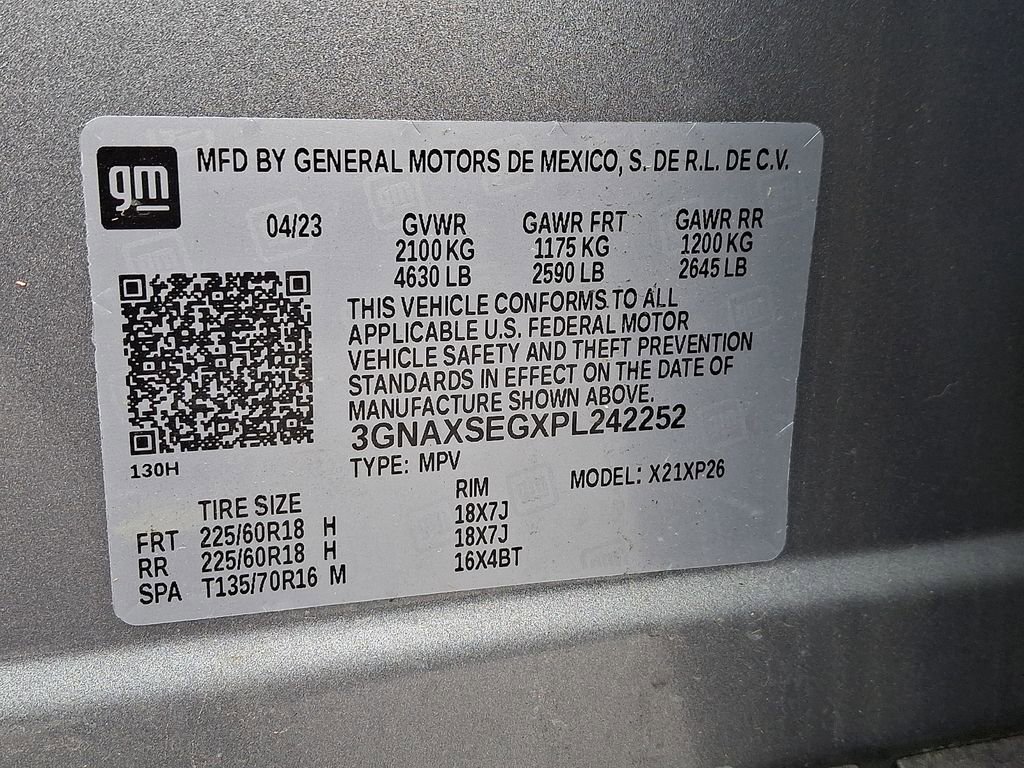 gm
MFD BY GENERAL MOTORS DE MEXICO, S. DE R.L. DE C.V.
04/23 GVWR GAWR FRT GAWR RR
2100 KG 1175 KG 1200 KG
4630 LB 2590 LB 2645 LB
THIS VEHICLE CONFORMS TO ALL
APPLICABLE U.S. FEDERAL MOTOR
VEHICLE SAFETY AND THEFT PREVENTION
STANDARDS IN EFFECT ON THE DATE OF
MANUFACTURE SHOWN ABOVE.
3GNAXSEGXPL242252
130H
TYPE: MPV MODEL: X21XP26
TIRE SIZE RIM
FRT 225/60R18 H 18X7J
RR 225/60R18 H 18X7J
SPA T135/70R16 M 16X4BT